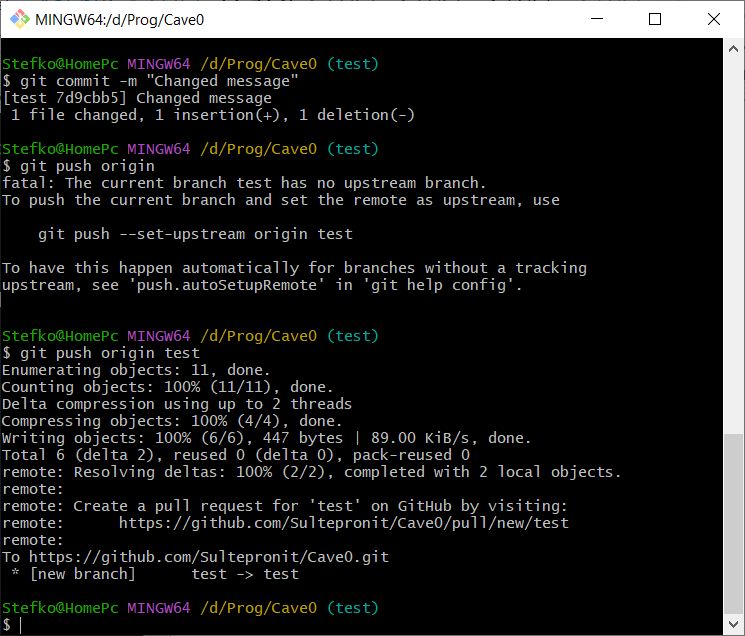 MINGW64:/d/Prog/Cave0
Stefko@HomePc MINGW64 /d/Prog/Cave0 (test)
$ git commit -m "Changed message"
[test 7d9cbb5] Changed message
 1 file changed, 1 insertion(+), 1 deletion(-)
Stefko@HomePc MINGW64 /d/Prog/Cave0 (test)
$ git push origin
fatal: The current branch test has no upstream branch.
To push the current branch and set the remote as upstream, use
    git push --set-upstream origin test
To have this happen automatically for branches without a tracking
upstream, see 'push.autoSetupRemote' in 'git help config'.
Stefko@HomePc MINGW64 /d/Prog/Cave0 (test)
$ git push origin test
Enumerating objects: 11, done.
Counting objects: 100% (11/11), done.
Delta compression using up to 2 threads
Compressing objects: 100% (4/4), done.
Writing objects: 100% (6/6), 447 bytes | 89.00 KiB/s, done.
Total 6 (delta 2), reused 0 (delta 0), pack-reused 0
remote: Resolving deltas: 100% (2/2), completed with 2 local objects.
remote:
remote: Create a pull request for 'test' on GitHub by visiting:
remote:      https://github.com/Sultepronit/Cave0/pull/new/test
remote:
To https://github.com/Sultepronit/Cave0.git
 * [new branch]      test -> test
Stefko@HomePc MINGW64 /d/Prog/Cave0 (test)
$